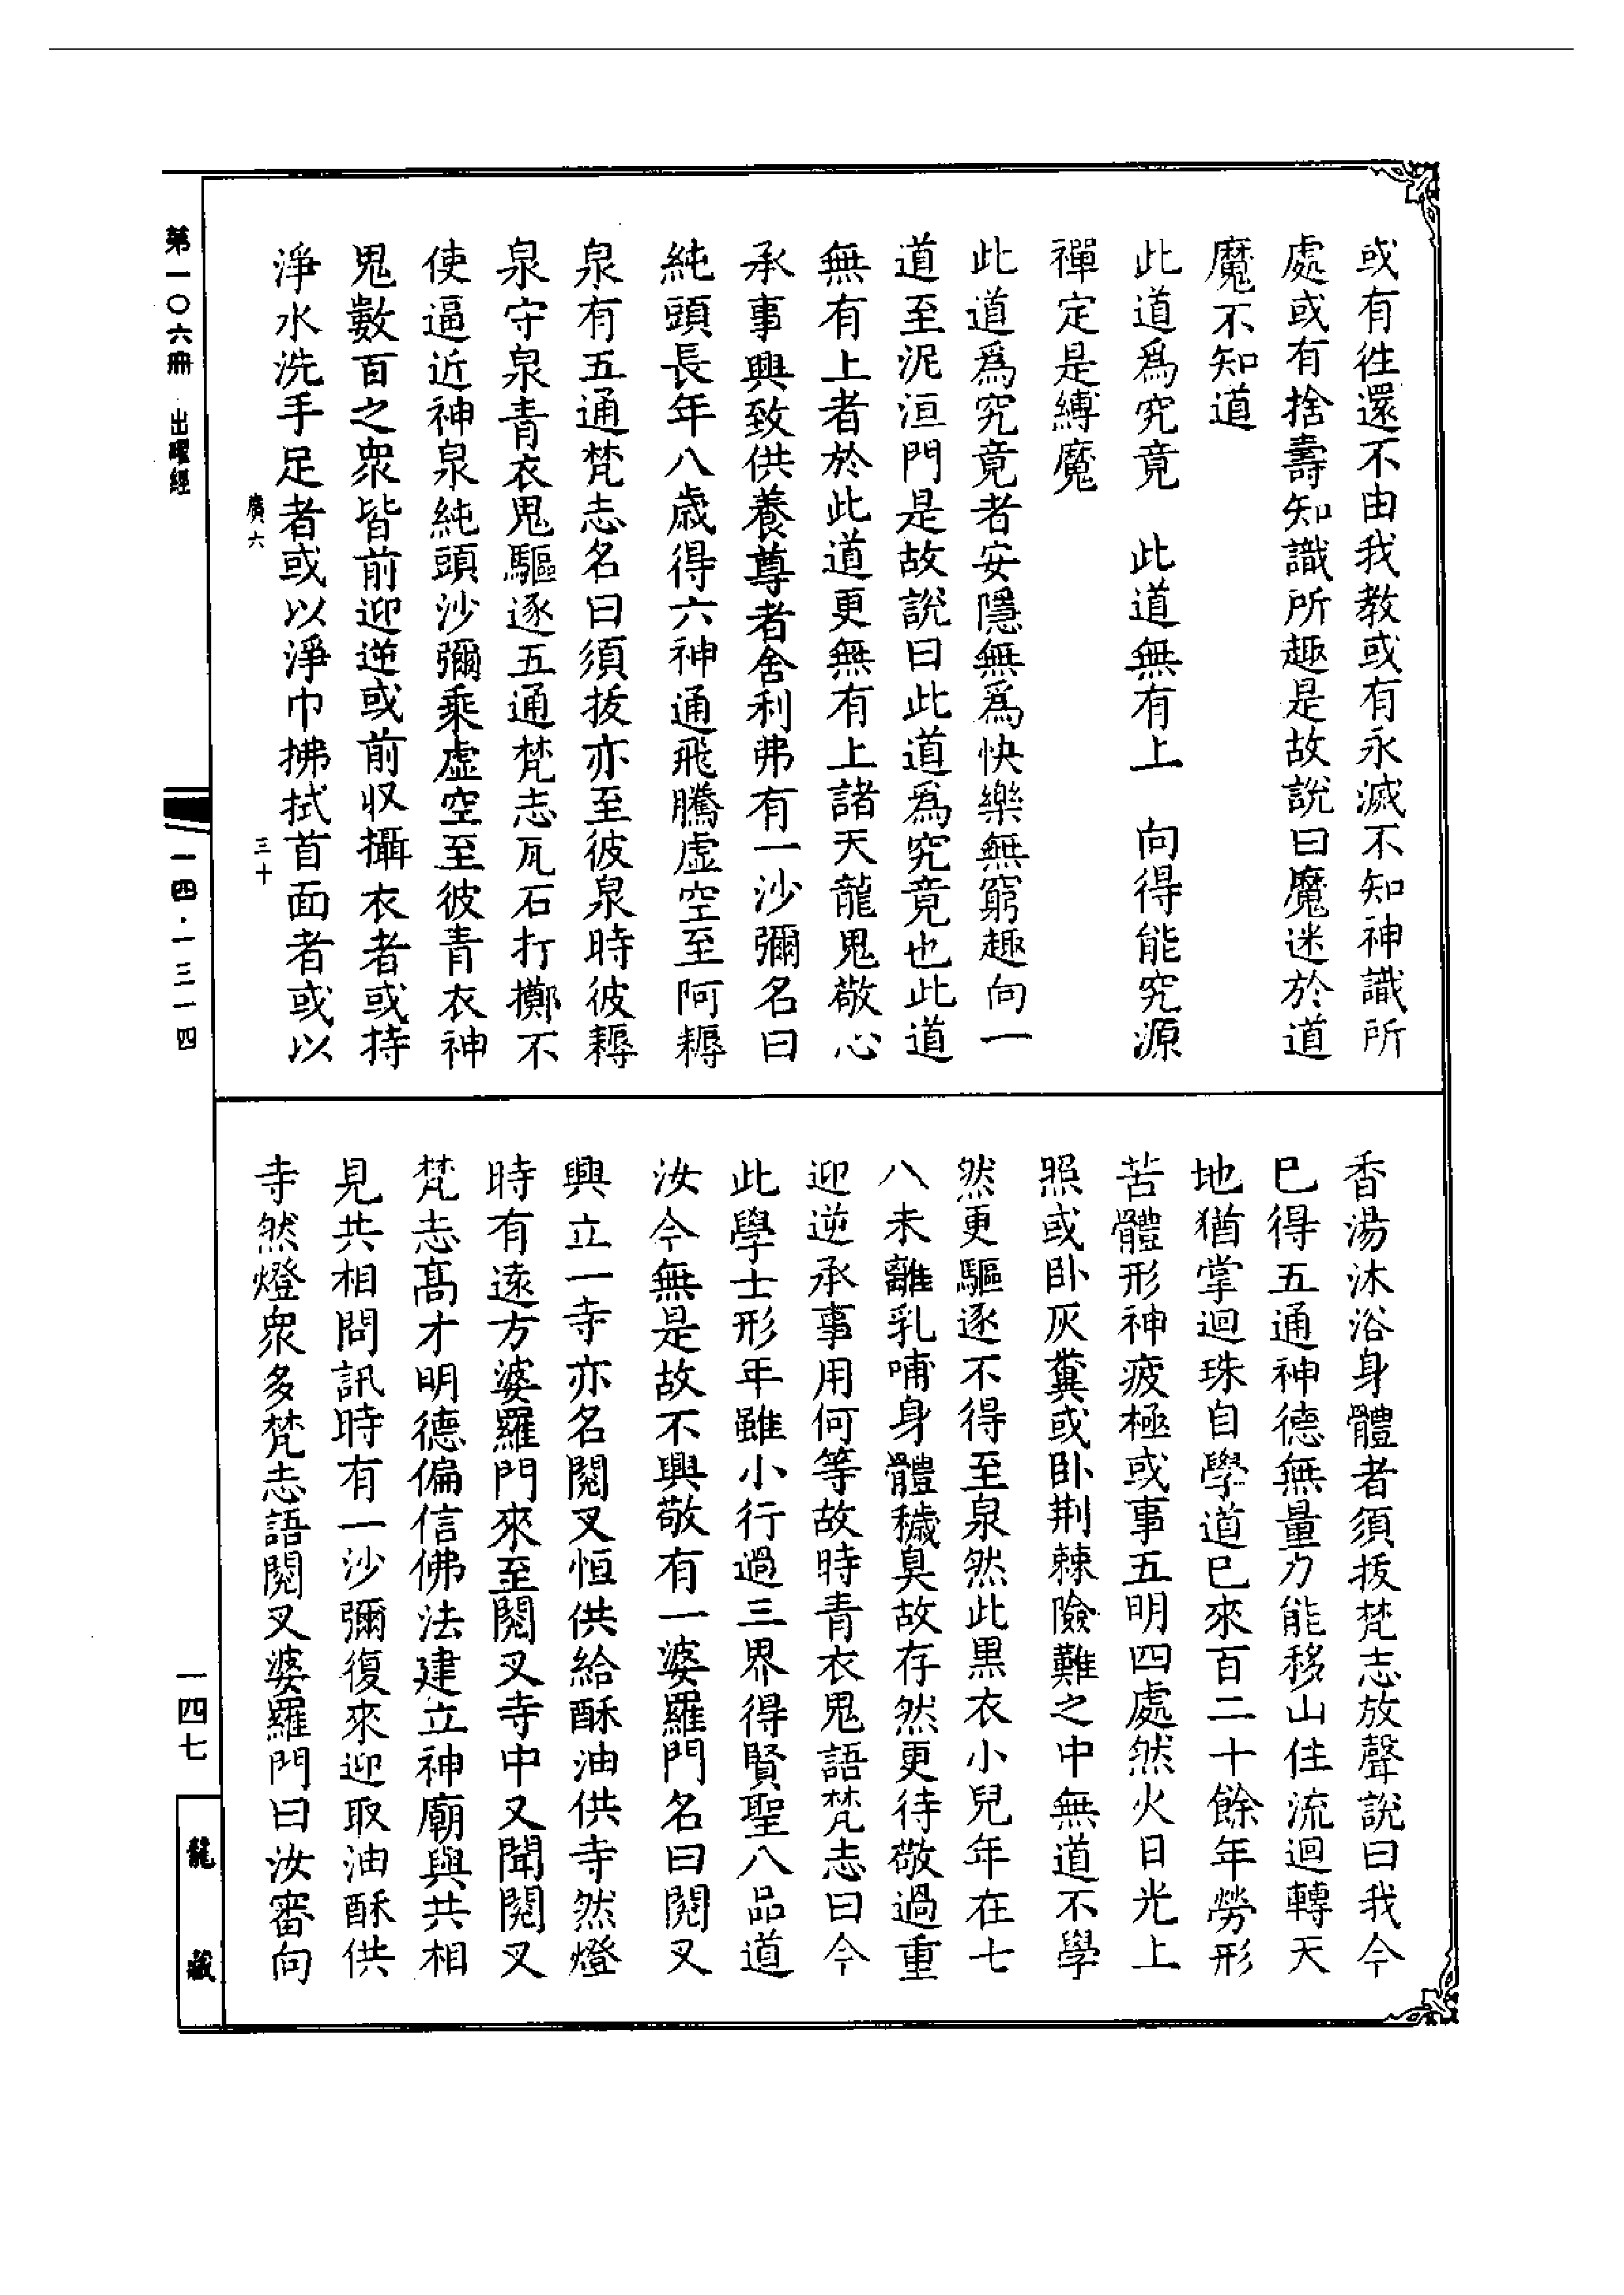 或有徃還不由我教或有永滅不知神識所
處或有捨壽知識所趣是故說曰魔迷於道
魔不知道
此道爲究竟　此道無有上　向得能究源
禪定是縛魔
此道爲究竟者安隱無爲快樂無窮趣向一
道至泥洹門是故說曰此道爲究竟也此道
無有上者於此道更無有上諸天龍鬼敬心
承事興致供養尊者舍利弗有一沙彌名曰
純頭長年八歲得六神通飛騰虛空至阿耨
泉有五通梵志名曰須拔亦至彼泉時彼耨
泉守泉青衣鬼驅逐五通梵志瓦石打擲不
使逼近神泉純頭沙彌乘虛空至彼青衣神
鬼數百之衆皆前迎逆或前収攝衣者或持
淨水洗手足者或以淨巾拂拭首面者或以
廣六
三十
香湯沐浴身體者須拔梵志放聲說曰我今
巳得五通神德無量力能移山住流迴轉天
地猶掌迴珠自學道巳來百二十餘年勞形
苦體形神疲極或事五明四處然火日光上
照或卧灰糞或卧荆棘險難之中無道不學
然更驅逐不得至泉然此黒衣小兒年在七
八未離乳哺身體穢臭故存然更待敬過重
迎逆承事用何等故時青衣鬼語梵志曰今
此學士形年雖小行過三界得賢聖八品道
汝今無是故不興敬有一婆羅門名曰閱叉
興立一寺亦名閱叉恒供給酥油供寺然燈
時有遠方婆羅門來至閱叉寺中又聞閱叉
梵志髙才明德偏信佛法建立神廟與共相
見共相問訊時有一沙彌復來迎取油酥供
寺然燈衆多梵志語閱叉婆羅門曰汝審向
第一〇六冊　出曜經
一四·一三一四
一四七
龍藏